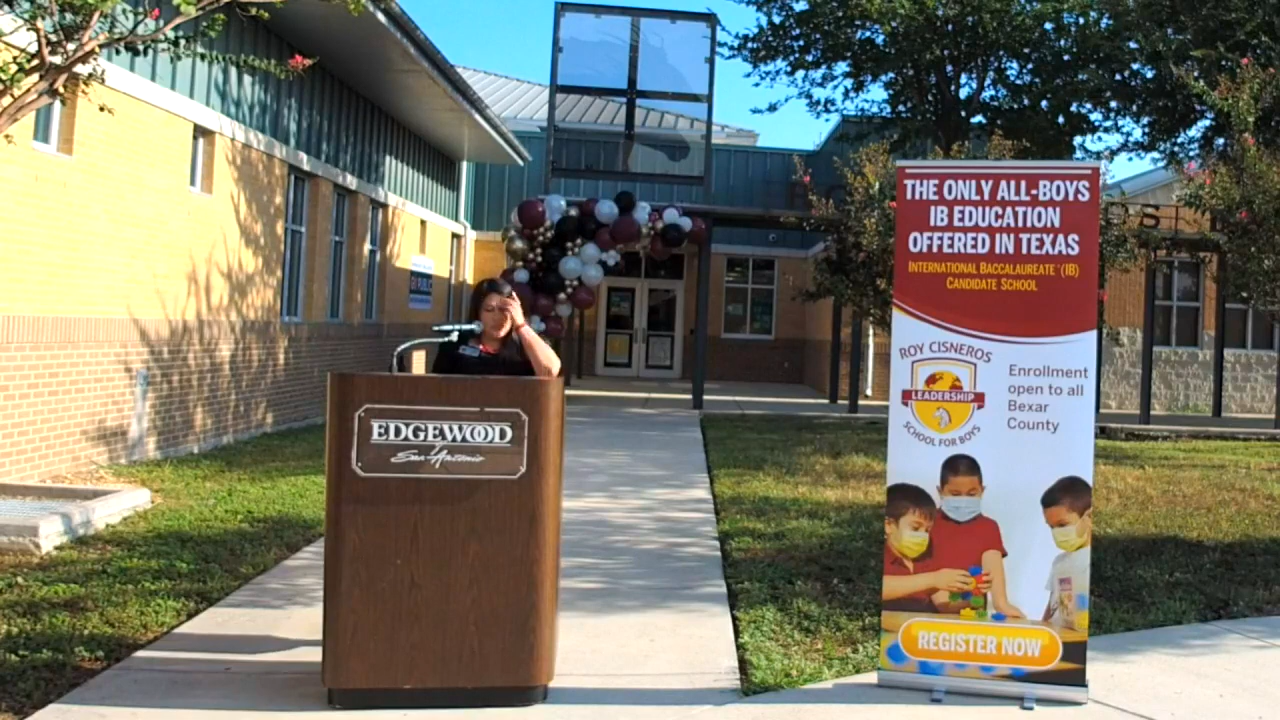 THE ONLY ALL-BOYS
IB EDUCATION
OFFERED IN TEXAS
INTERNATIONAL BACCALAUREATE (IB)
CANDIDATE SCHOOL
ROY CISNEROS
LEADERSHIP
SCHOOL FOR BOYS
Enrollment
open to all
Bexar
County
REGISTER NOW
EDGEWOOD
San Antonio